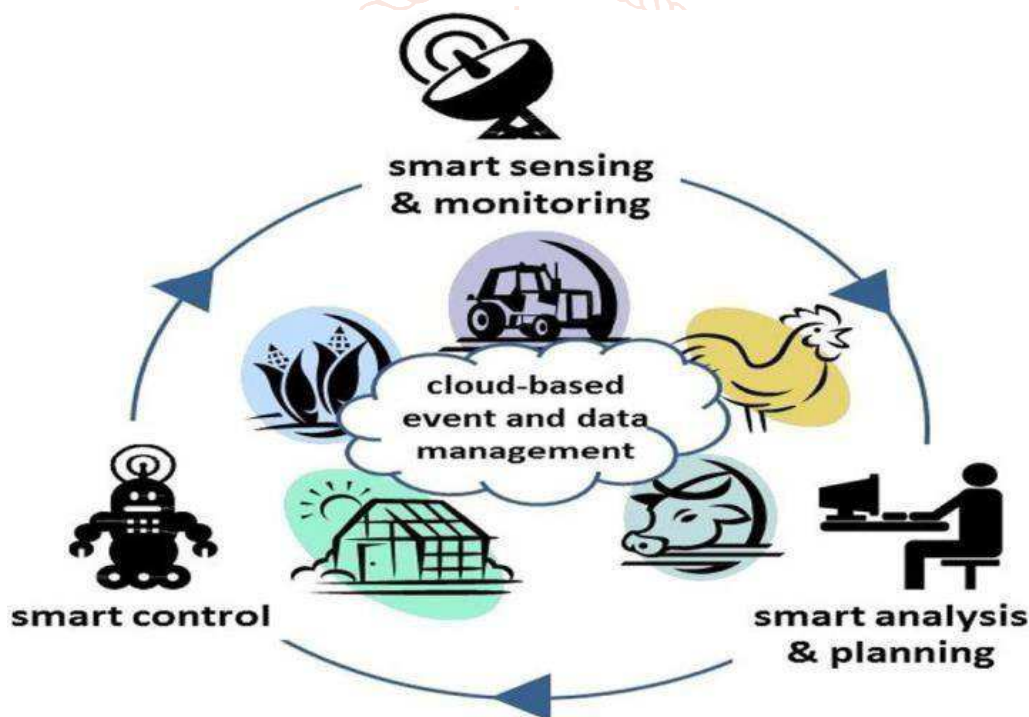 smart sensing
& monitoring
cloud-based
event and data
management
smart control
smart analysis
& planning